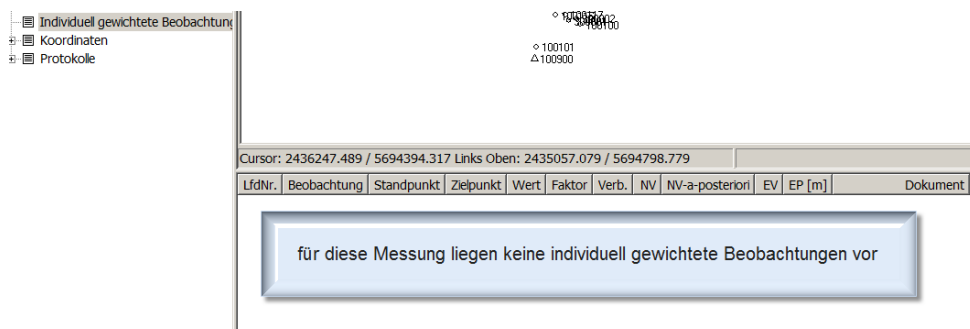 Individuell gewichtete Beobachtung
Koordinaten
Protokolle
100100
100101
100900
Cursor: 2436247.489 / 5694394.317 Links Oben: 2435057.079 / 5694798.779
LfdNr. Beobachtung Standpunkt Zielpunkt Wert Faktor Verb. NV NV-a-posteriori EV EP [m] Dokument
für diese Messung liegen keine individuell gewichtete Beobachtungen vor